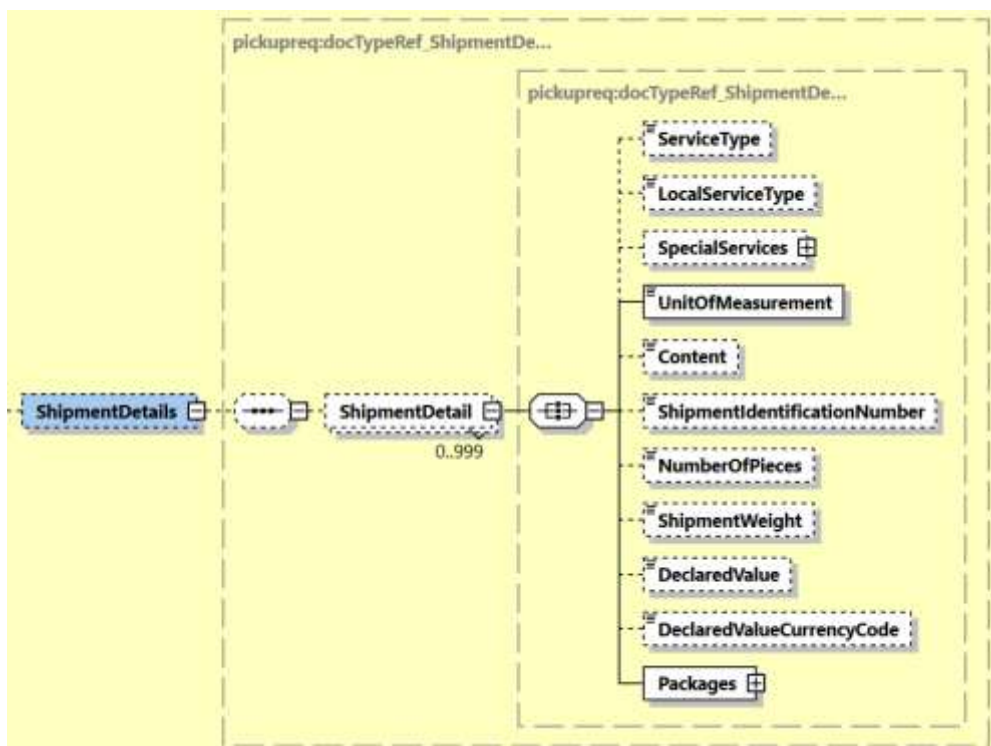 pickupreq:docTypeRef_ShipmentDe...
pickupreq:docTypeRef_ShipmentDe...
ServiceType
LocalServiceType
SpecialServices
UnitOfMeasurement
Content
ShipmentDetails
ShipmentDetail
0..999
ShipmentIdentificationNumber
NumberOfPieces
ShipmentWeight
DeclaredValue
DeclaredValueCurrencyCode
Packages